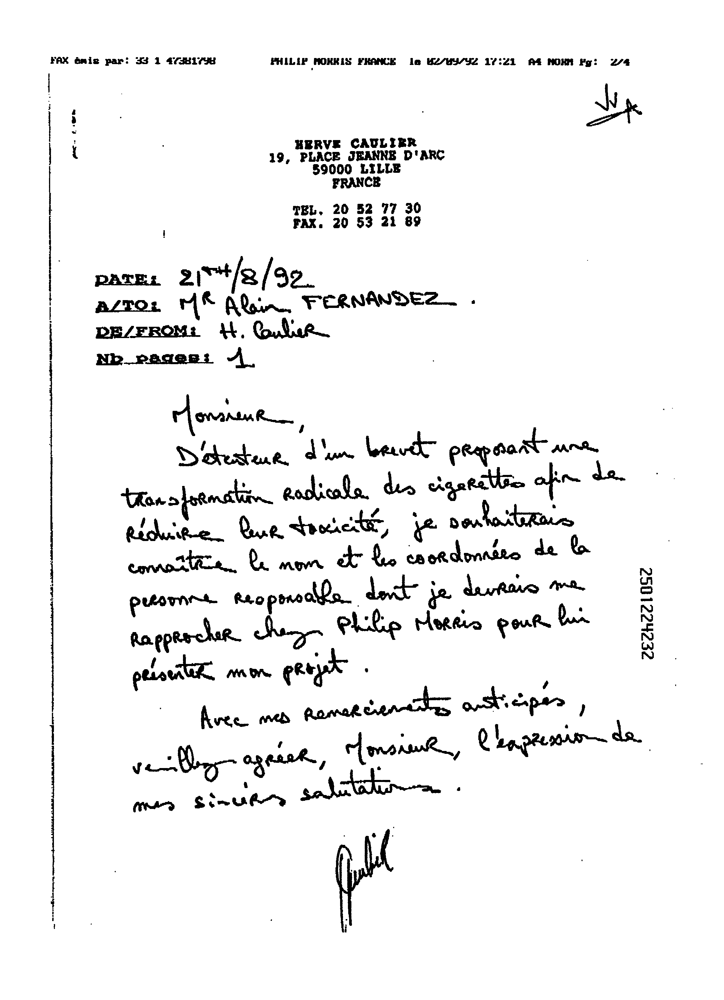 FAX émis par: 33 1 47381798 PHILIP MORRIS FRANCE le 02/09/92 17:21 A4 NORM Pg: 2/4
HERVE CAULIER
19, PLACE JEANNE D'ARC
59000 LILLE
FRANCE
TEL. 20 52 77 30
FAX. 20 53 21 89
DATE: 21TH/8/92
A/TO: MR Alain FERNANDEZ.
DE/FROM: H. Caulier
Nb pages: 1
Monsieur,
Détenteur d'un brevet proposant une
transformation radicale des cigarettes afin de
réduire leur toxicité, je souhaiterais
connaître le nom et les coordonnées de la
personne responsable dont je devrais me
rapprocher chez Philip Morris pour lui
présenter mon projet.
Avec mes remerciements anticipés,
veuillez agréer, Monsieur, l'expression de
mes sincères salutations.
2501224232